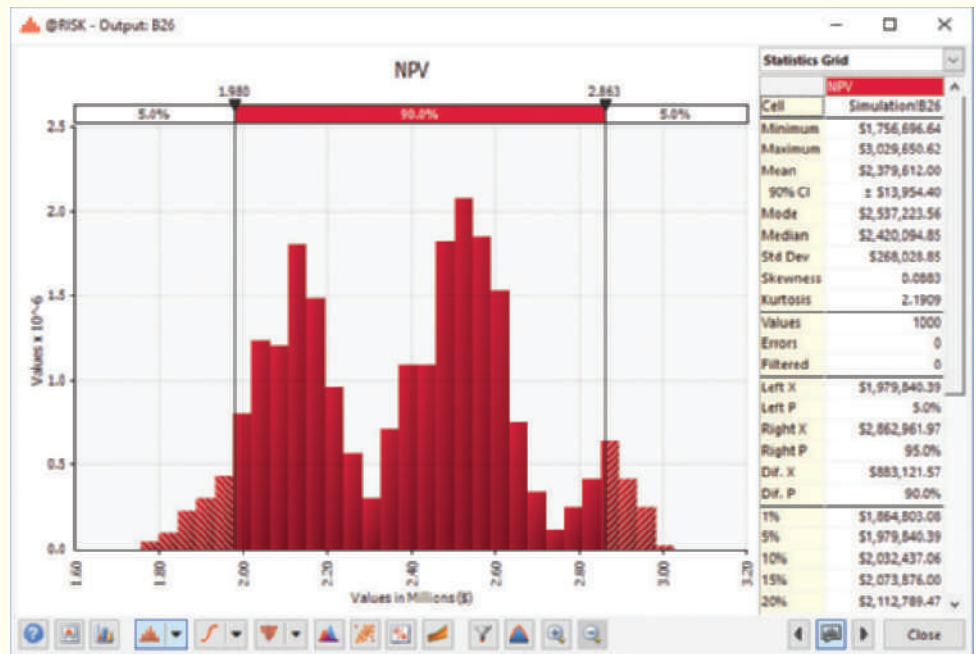 @RISK - Output: B26
NPV
1.980 2.863
5.0% 90.0% 5.0%
2.5
2.0
1.5
1.0
0.5
0.0
Values x 10^-6
1.60 1.80 2.00 2.20 2.40 2.60 2.80 3.00 3.20
Values in Millions ($)
Statistics Grid
NPV
Cell Simulation!B26
Minimum $1,756,696.64
Maximum $3,029,650.62
Mean $2,379,612.00
90% CI ± $13,954.40
Mode $2,537,223.56
Median $2,420,094.85
Std Dev $268,028.85
Skewness 0.0883
Kurtosis 2.1909
Values 1000
Errors 0
Filtered 0
Left X $1,979,840.39
Left P 5.0%
Right X $2,862,961.97
Right P 95.0%
Dif. X $883,121.57
Dif. P 90.0%
1% $1,864,803.08
5% $1,979,840.39
10% $2,032,437.06
15% $2,073,876.00
20% $2,112,789.47
Close